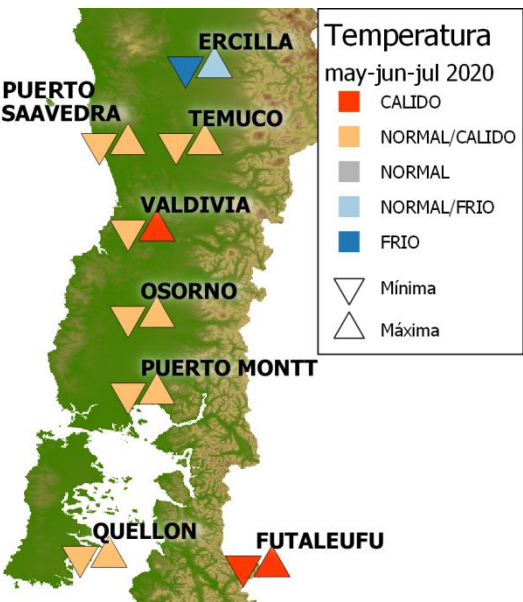 ERCILLA
PUERTO
SAAVEDRA
TEMUCO
VALDIVIA
OSORNO
PUERTO MONTT
QUELLON
FUTALEUFU
Temperatura
may-jun-jul 2020
CALIDO
NORMAL/CALIDO
NORMAL
NORMAL/FRIO
FRIO
Mínima
Máxima